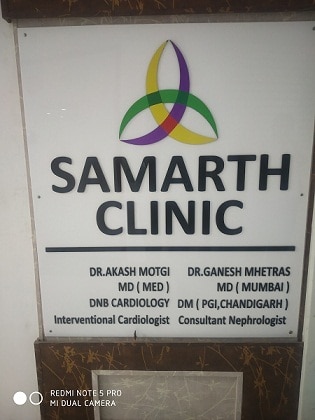 SAMARTH
CLINIC
DR.AKASH MOTGI
MD ( MED )
DNB CARDIOLOGY
Interventional Cardiologist
DR.GANESH MHETRAS
MD ( MUMBAI )
DM ( PGI,CHANDIGARH )
Consultant Nephrologist
REDMI NOTE 5 PRO
MI DUAL CAMERA